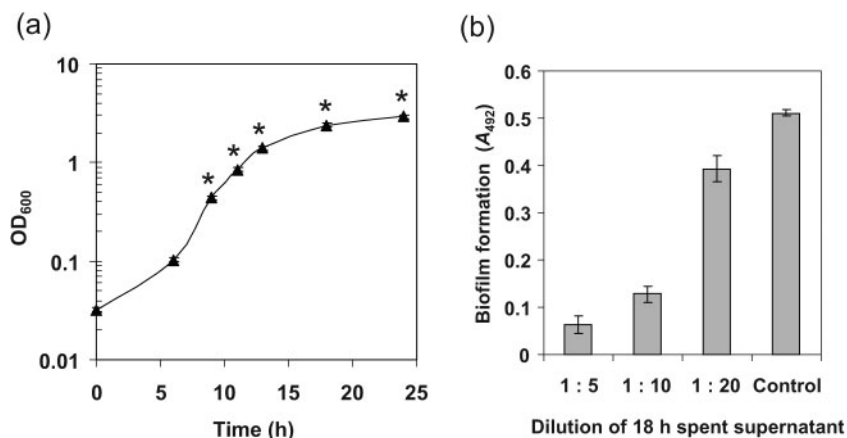 (a)
10
1
0.1
0.01
OD600
* * * * * *
0 5 10 15 20 25
Time (h)
(b)
0.6
0.5
0.4
0.3
0.2
0.1
0
Biofilm formation (A492)
1 : 5 1 : 10 1 : 20 Control
Dilution of 18 h spent supernatant